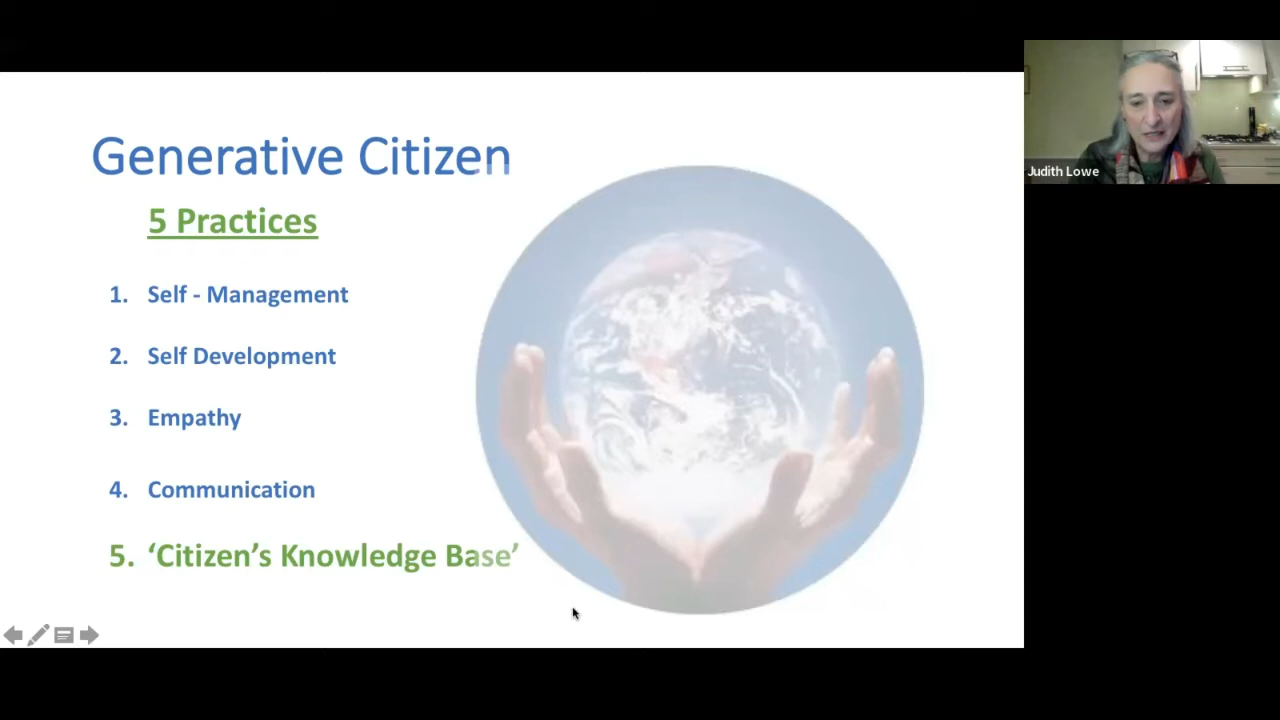 Generative Citizen
5 Practices
1. Self - Management
2. Self Development
3. Empathy
4. Communication
5. ‘Citizen’s Knowledge Base’
Judith Lowe